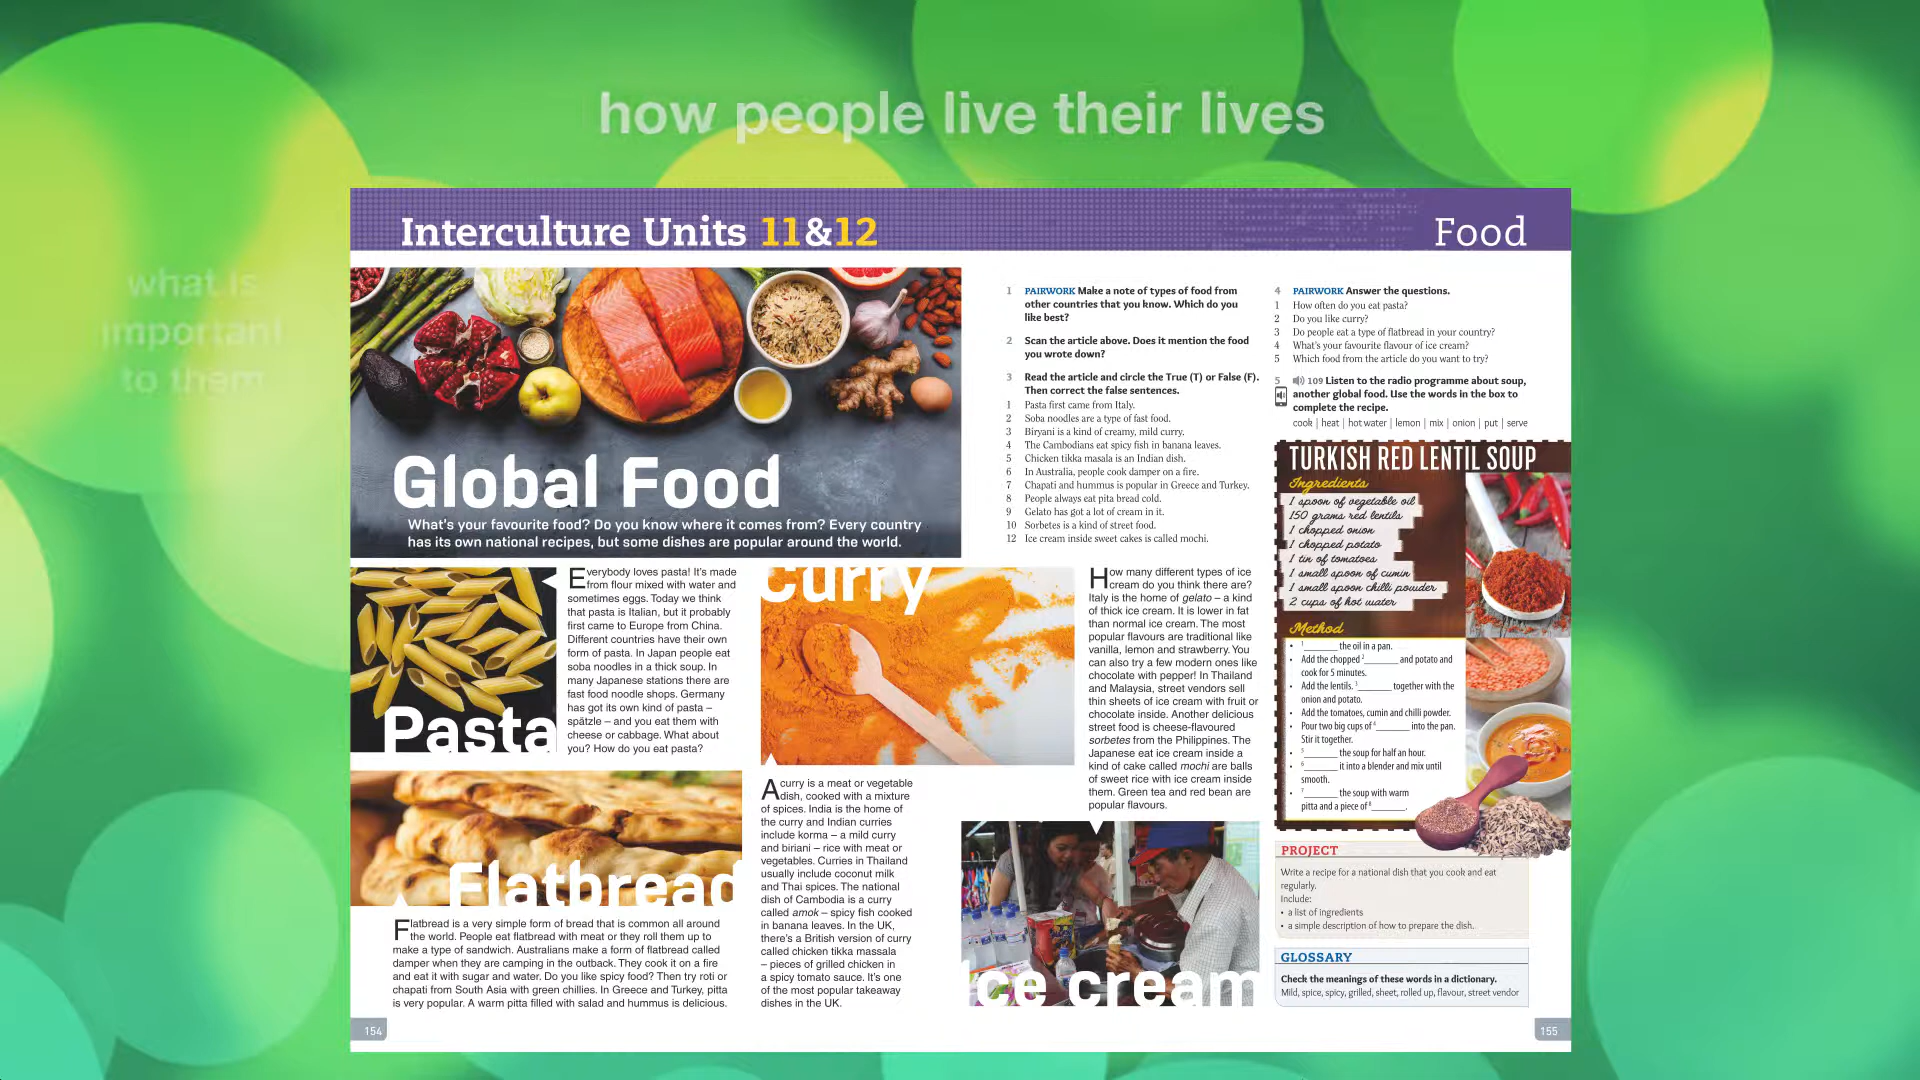 how people live their lives
what is
important
to them
Interculture Units 11&12
Food
Global Food
What's your favourite food? Do you know where it comes from? Every country
has its own national recipes, but some dishes are popular around the world.
Pasta
Everybody loves pasta! It's made
from flour mixed with water and
sometimes eggs. Today we think
that pasta is Italian, but it probably
first came to Europe from China.
Different countries have their own
form of pasta. In Japan people eat
soba noodles in a thick soup. In
many Japanese stations there are
fast food noodle shops. Germany
has got its own kind of pasta –
spätzle – and you eat them with
cheese or cabbage. What about
you? How do you eat pasta?
Flatbread
Flatbread is a very simple form of bread that is common all around
the world. People eat flatbread with meat or they roll them up to
make a type of sandwich. Australians make a form of flatbread called
damper when they are camping in the outback. They cook it on a fire
and eat it with sugar and water. Do you like spicy food? Then try roti or
chapati from South Asia with green chillies. In Greece and Turkey, pitta
is very popular. A warm pitta filled with salad and hummus is delicious.
154
Curry
A curry is a meat or vegetable
dish, cooked with a mixture
of spices. India is the home of
the curry and Indian curries
include korma – a mild curry
and biriani – rice with meat or
vegetables. Curries in Thailand
usually include coconut milk
and Thai spices. The national
dish of Cambodia is a curry
called amok – spicy fish cooked
in banana leaves. In the UK,
there's a British version of curry
called chicken tikka massala
– pieces of grilled chicken in
a spicy tomato sauce. It's one
of the most popular takeaway
dishes in the UK.
How many different types of ice
cream do you think there are?
Italy is the home of gelato – a kind
of thick ice cream. It is lower in fat
than normal ice cream. The most
popular flavours are traditional like
vanilla, lemon and strawberry. You
can also try a few modern ones like
chocolate with pepper! In Thailand
and Malaysia, street vendors sell
thin sheets of ice cream with fruit or
chocolate inside. Another delicious
street food is cheese-flavoured
sorbetes from the Philippines. The
Japanese eat ice cream inside a
kind of cake called mochi are balls
of sweet rice with ice cream inside
them. Green tea and red bean are
popular flavours.
Ice cream
1 PAIRWORK Make a note of types of food from
other countries that you know. Which do you
like best?
2 Scan the article above. Does it mention the food
you wrote down?
3 Read the article and circle the True (T) or False (F).
Then correct the false sentences.
1 Pasta first came from Italy.
2 Soba noodles are a type of fast food.
3 Biryani is a kind of creamy, mild curry.
4 The Cambodians eat spicy fish in banana leaves.
5 Chicken tikka masala is an Indian dish.
6 In Australia, people cook damper on a fire.
7 Chapati and hummus is popular in Greece and Turkey.
8 People always eat pita bread cold.
9 Gelato has got a lot of cream in it.
10 Sorbetes is a kind of street food.
12 Ice cream inside sweet cakes is called mochi.
4 PAIRWORK Answer the questions.
1 How often do you eat pasta?
2 Do you like curry?
3 Do people eat a type of flatbread in your country?
4 What's your favourite flavour of ice cream?
5 Which food from the article do you want to try?
5 109 Listen to the radio programme about soup,
another global food. Use the words in the box to
complete the recipe.
cook | heat | hot water | lemon | mix | onion | put | serve
TURKISH RED LENTIL SOUP
Ingredients
1 spoon of vegetable oil
150 grams red lentils
1 chopped onion
1 chopped potato
1 tin of tomatoes
1 small spoon of cumin
1 small spoon chilli powder
2 cups of hot water
Method
• 1_______ the oil in a pan.
• Add the chopped 2_______ and potato and
cook for 5 minutes.
• Add the lentils. 3_______ together with the
onion and potato.
• Add the tomatoes, cumin and chilli powder.
• Pour two big cups of 4_______ into the pan.
Stir it together.
• 5_______ the soup for half an hour.
• 6_______ it into a blender and mix until
smooth.
• 7_______ the soup with warm
pitta and a piece of 8_______.
PROJECT
Write a recipe for a national dish that you cook and eat
regularly.
Include:
• a list of ingredients
• a simple description of how to prepare the dish.
GLOSSARY
Check the meanings of these words in a dictionary.
Mild, spice, spicy, grilled, sheet, rolled up, flavour, street vendor
155